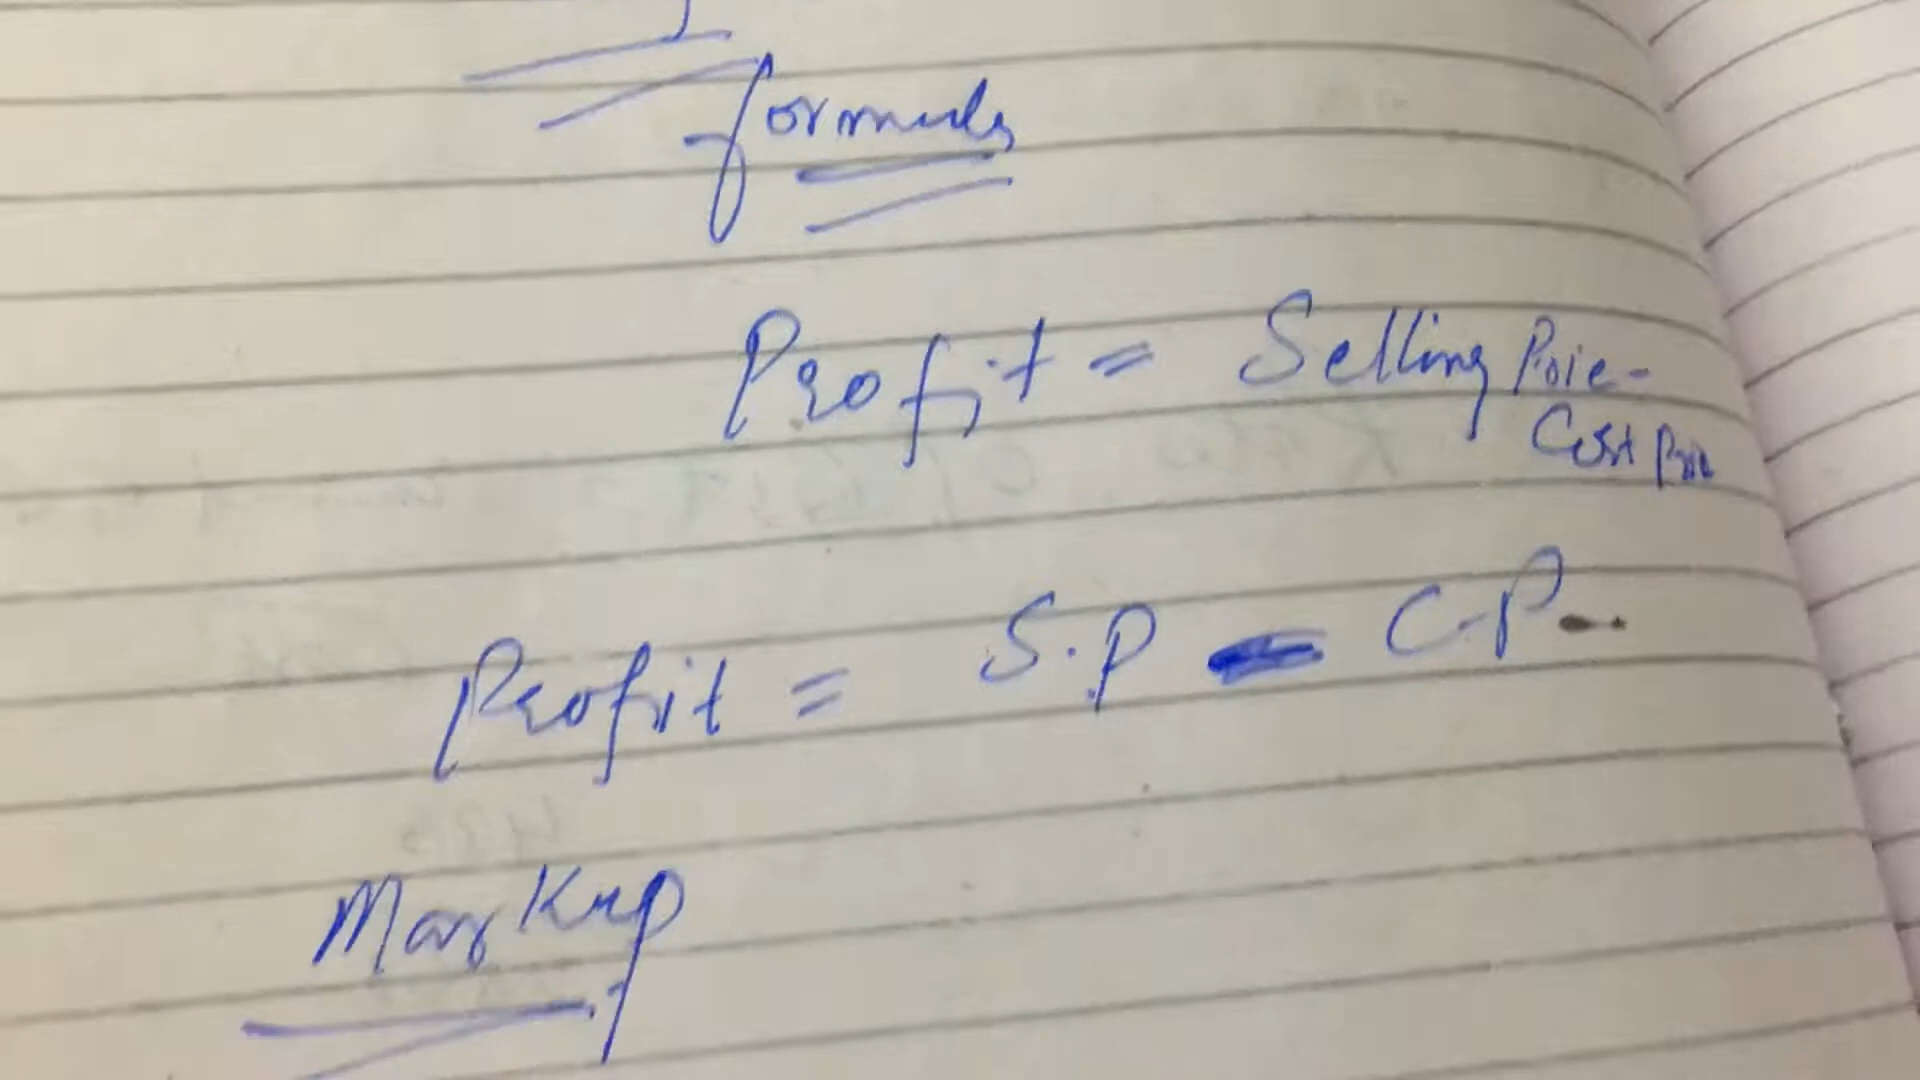 formula
Profit = Selling Price -
Cost Price
Profit = S.P - C.P
Markup